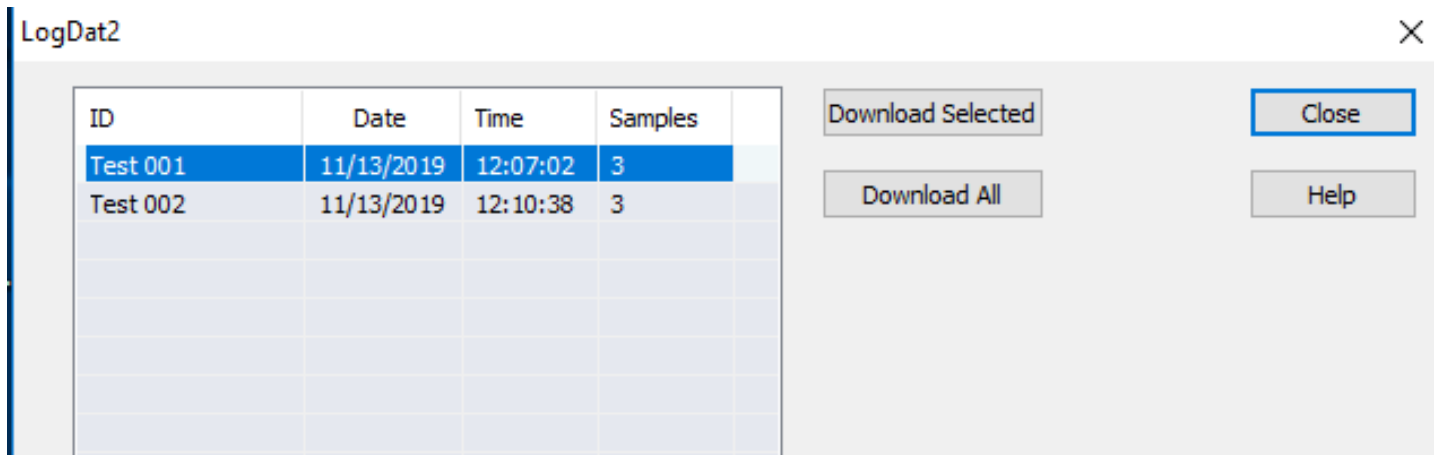 LogDat2
ID Date Time Samples
Test 001 11/13/2019 12:07:02 3
Test 002 11/13/2019 12:10:38 3
Download Selected
Download All
Close
Help